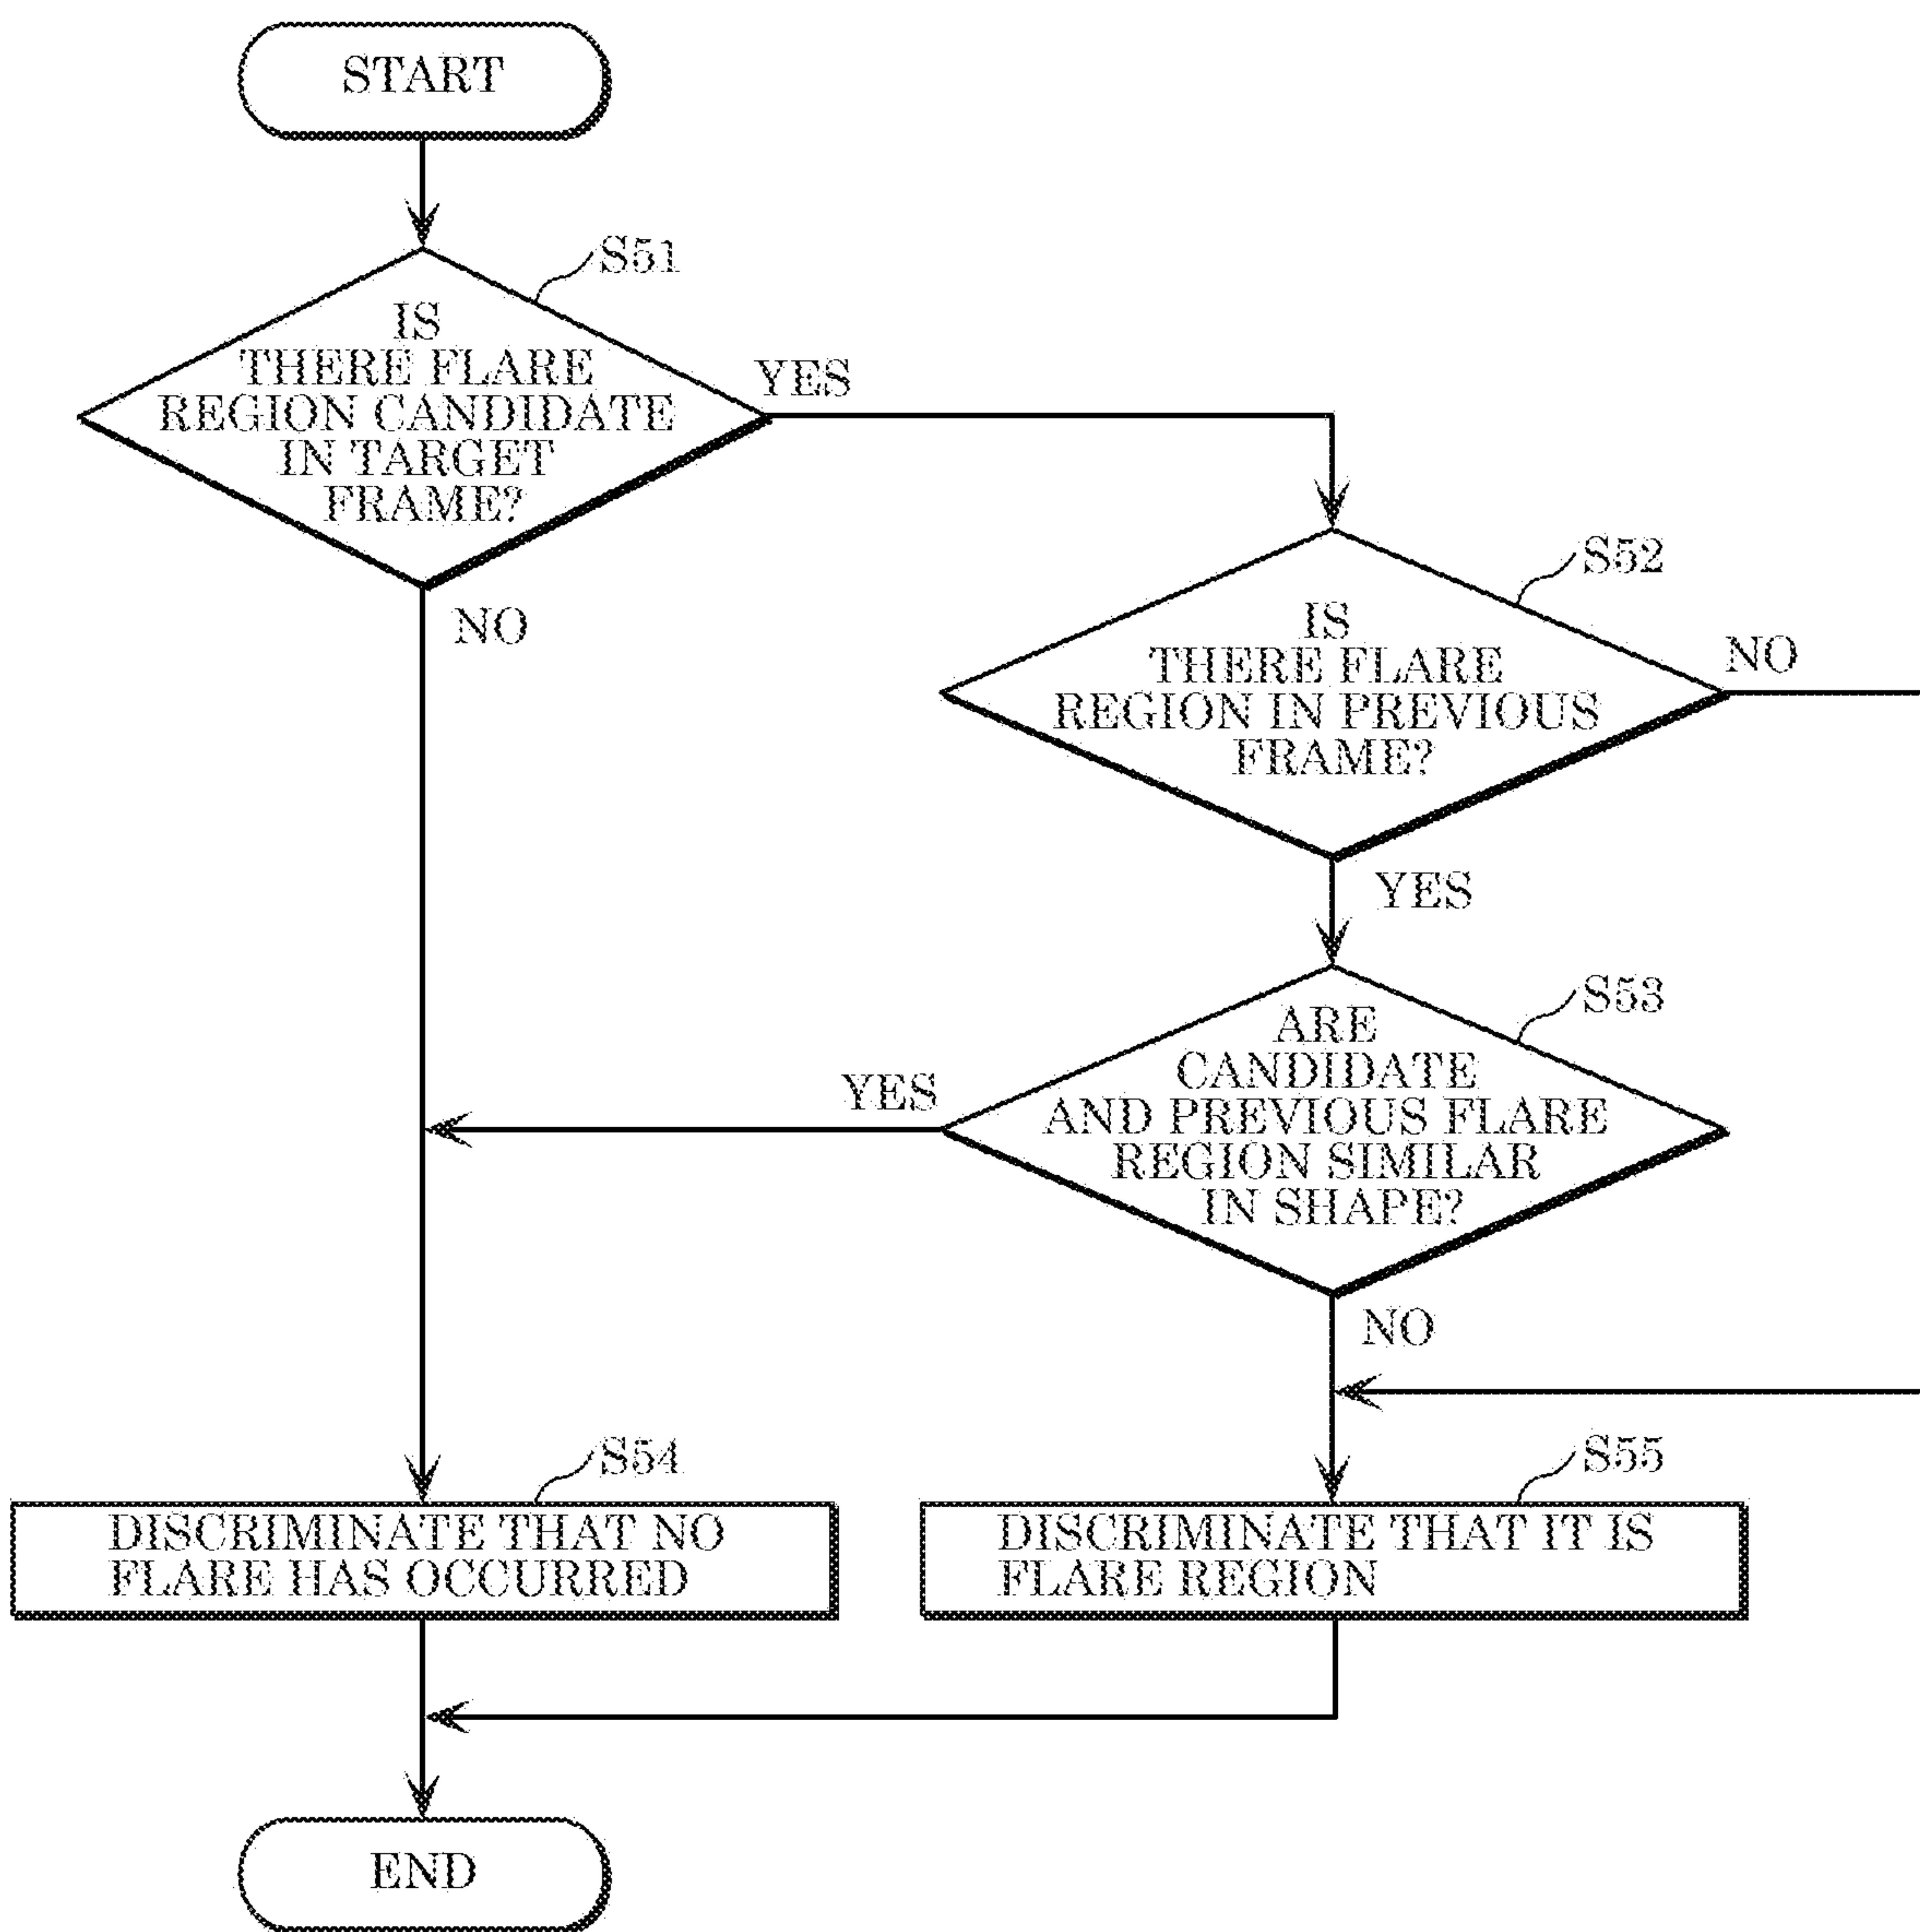 START
S51
IS
THERE FLARE
REGION CANDIDATE
IN TARGET
FRAME?
YES
NO
S52
IS
THERE FLARE
REGION IN PREVIOUS
FRAME?
NO
YES
S53
ARE
CANDIDATE
AND PREVIOUS FLARE
REGION SIMILAR
IN SHAPE?
YES
NO
S54
DISCRIMINATE THAT NO
FLARE HAS OCCURRED
S55
DISCRIMINATE THAT IT IS
FLARE REGION
END